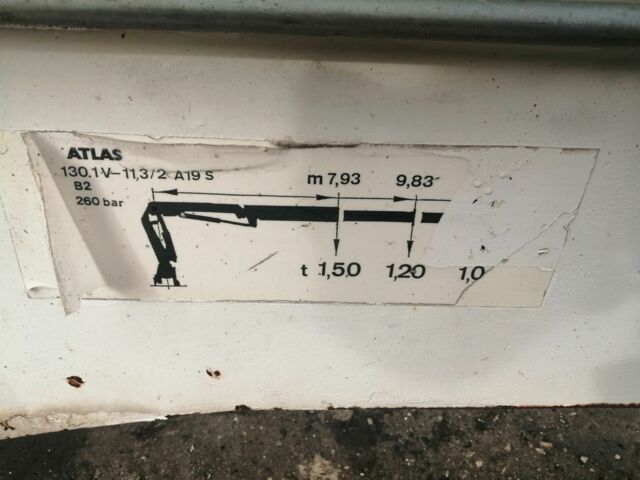 ATLAS
130.1V-11,3/2 A19 S
B2
260 bar
m 7,93 9,83
t 1,50 1,20 1,0